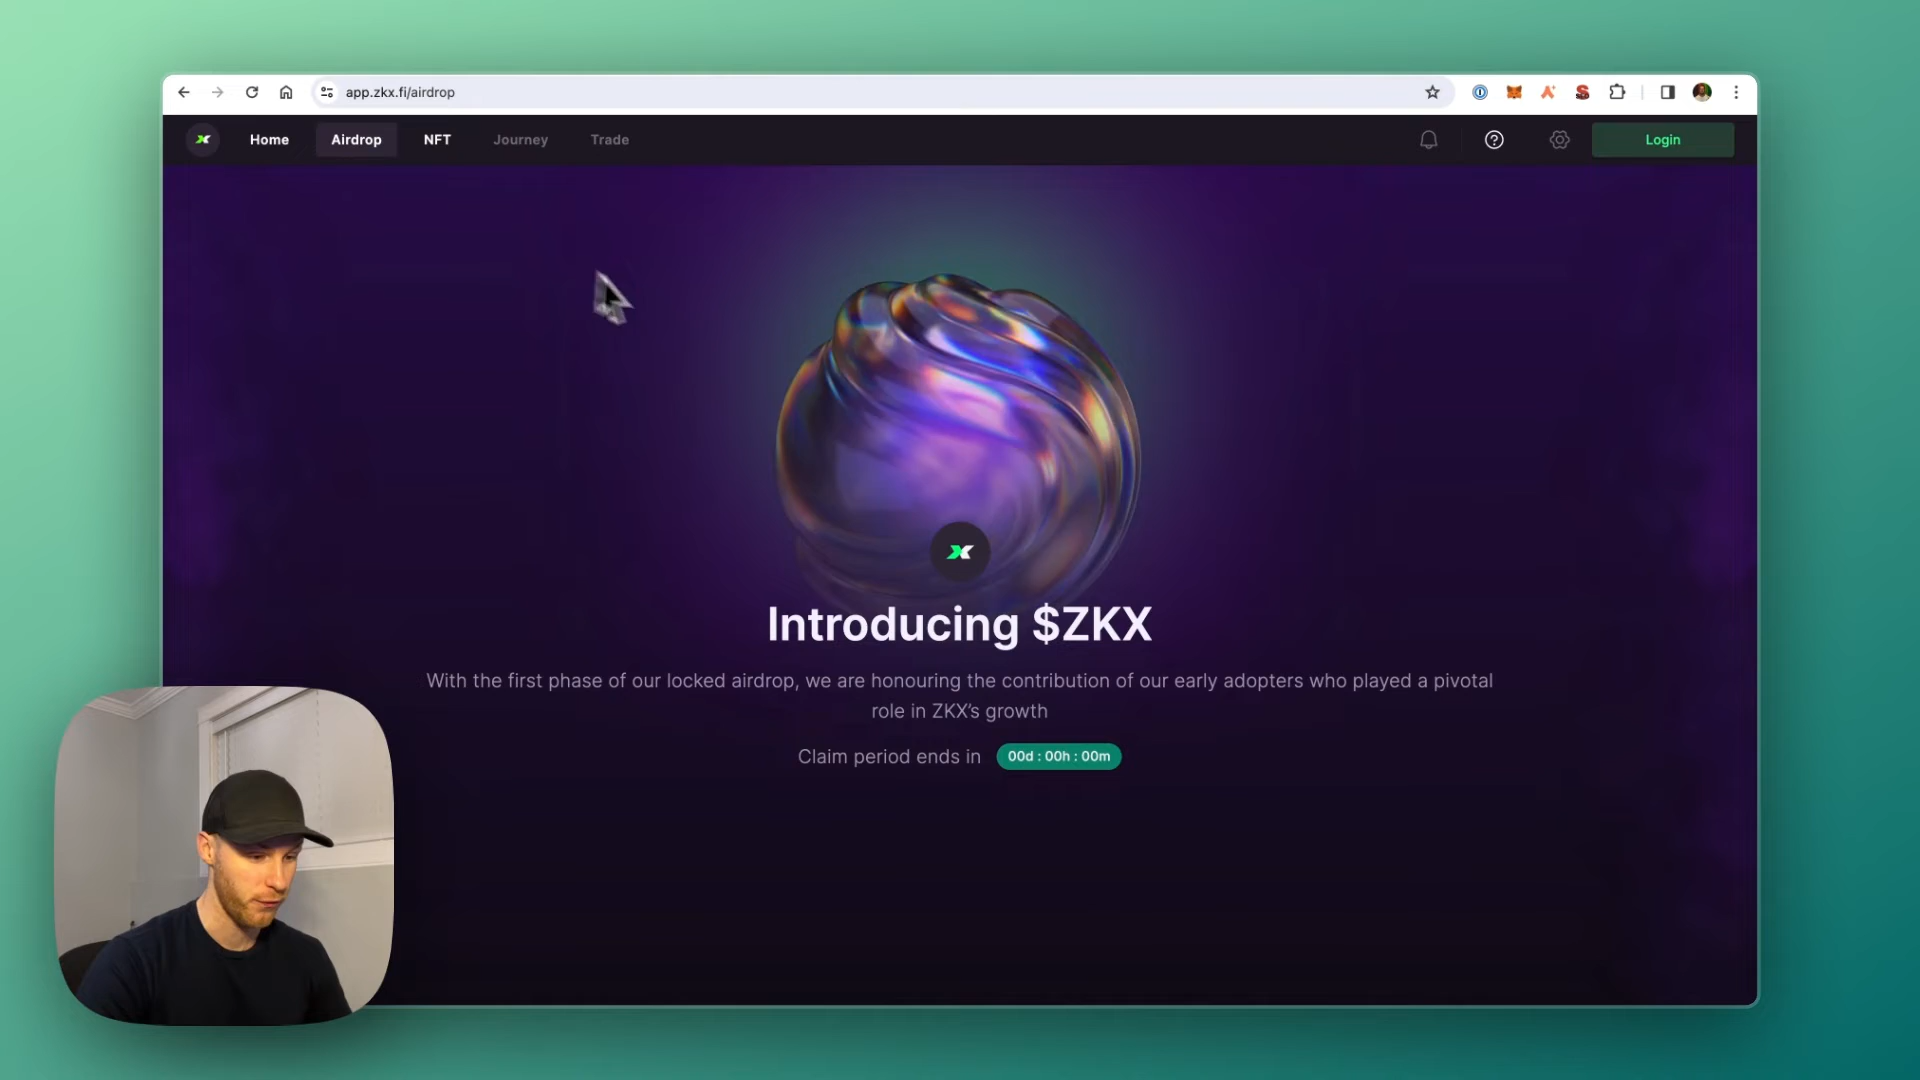 app.zkx.fi/airdrop
Home Airdrop NFT Journey Trade Login
Introducing $ZKX
With the first phase of our locked airdrop, we are honouring the contribution of our early adopters who played a pivotal
role in ZKX’s growth
Claim period ends in 00d : 00h : 00m